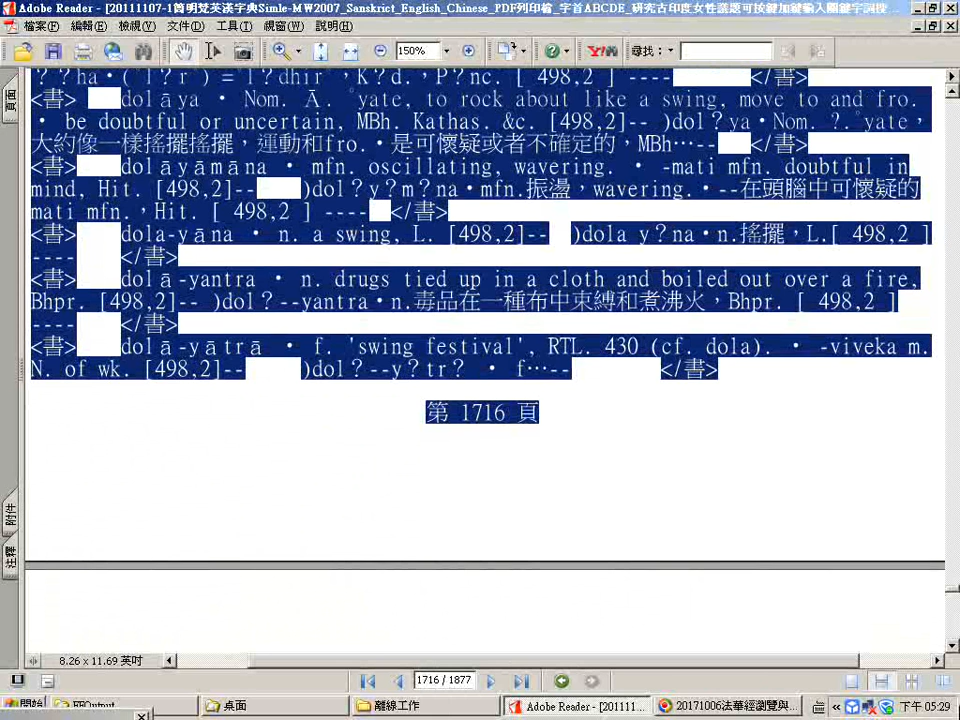 Adobe Reader - [20111107-1簡明梵英漢字典Simle-MW2007_Sanskrict_English_Chinese_PDF列印檔_字首ABCDE_研究古印度女性議題可按鍵加鍵輸入關鍵字詞搜
檔案(F) 編輯(E) 檢視(V) 文件(D) 工具(T) 視窗(W) 說明(H)
150% 尋找：
? ?ha‧( l?r ) = l?dhir ，K?d.，P?nc. [ 498,2 ] ---- </書>
<書> dolāya ‧ Nom. Ā. ゜yate, to rock about like a swing, move to and fro.
‧ be doubtful or uncertain, MBh. Kathas. &c. [498,2]-- )dol?ya‧Nom. ?.゜yate，
大約像一樣搖擺搖擺，運動和fro.‧是可懷疑或者不確定的，MBh…-- </書>
<書> dolāyāmāna ‧ mfn. oscillating, wavering. ‧ -mati mfn. doubtful in
mind, Hit. [498,2]-- )dol?y?m?na‧mfn.振盪，wavering.‧--在頭腦中可懷疑的
mati mfn.，Hit. [ 498,2 ] ---- </書>
<書> dola-yāna ‧ n. a swing, L. [498,2]-- )dola y?na‧n.搖擺，L.[ 498,2 ]
---- </書>
<書> dolā-yantra ‧ n. drugs tied up in a cloth and boiled out over a fire,
Bhpr. [498,2]-- )dol?--yantra‧n.毒品在一種布中束縛和煮沸火，Bhpr. [ 498,2 ]
---- </書>
<書> dolā-yātrā ‧ f. 'swing festival', RTL. 430 (cf. dola). ‧ -viveka m.
N. of wk. [498,2]-- )dol?--y?tr? ‧ f…-- </書>
第 1716 頁
頁面
附件
注釋
8.26 x 11.69 英吋
1716 / 1877
開始 FFOutput 桌面 離線工作 Adobe Reader - [201111... 20171006法華經瀏覽與... 下午 05:29